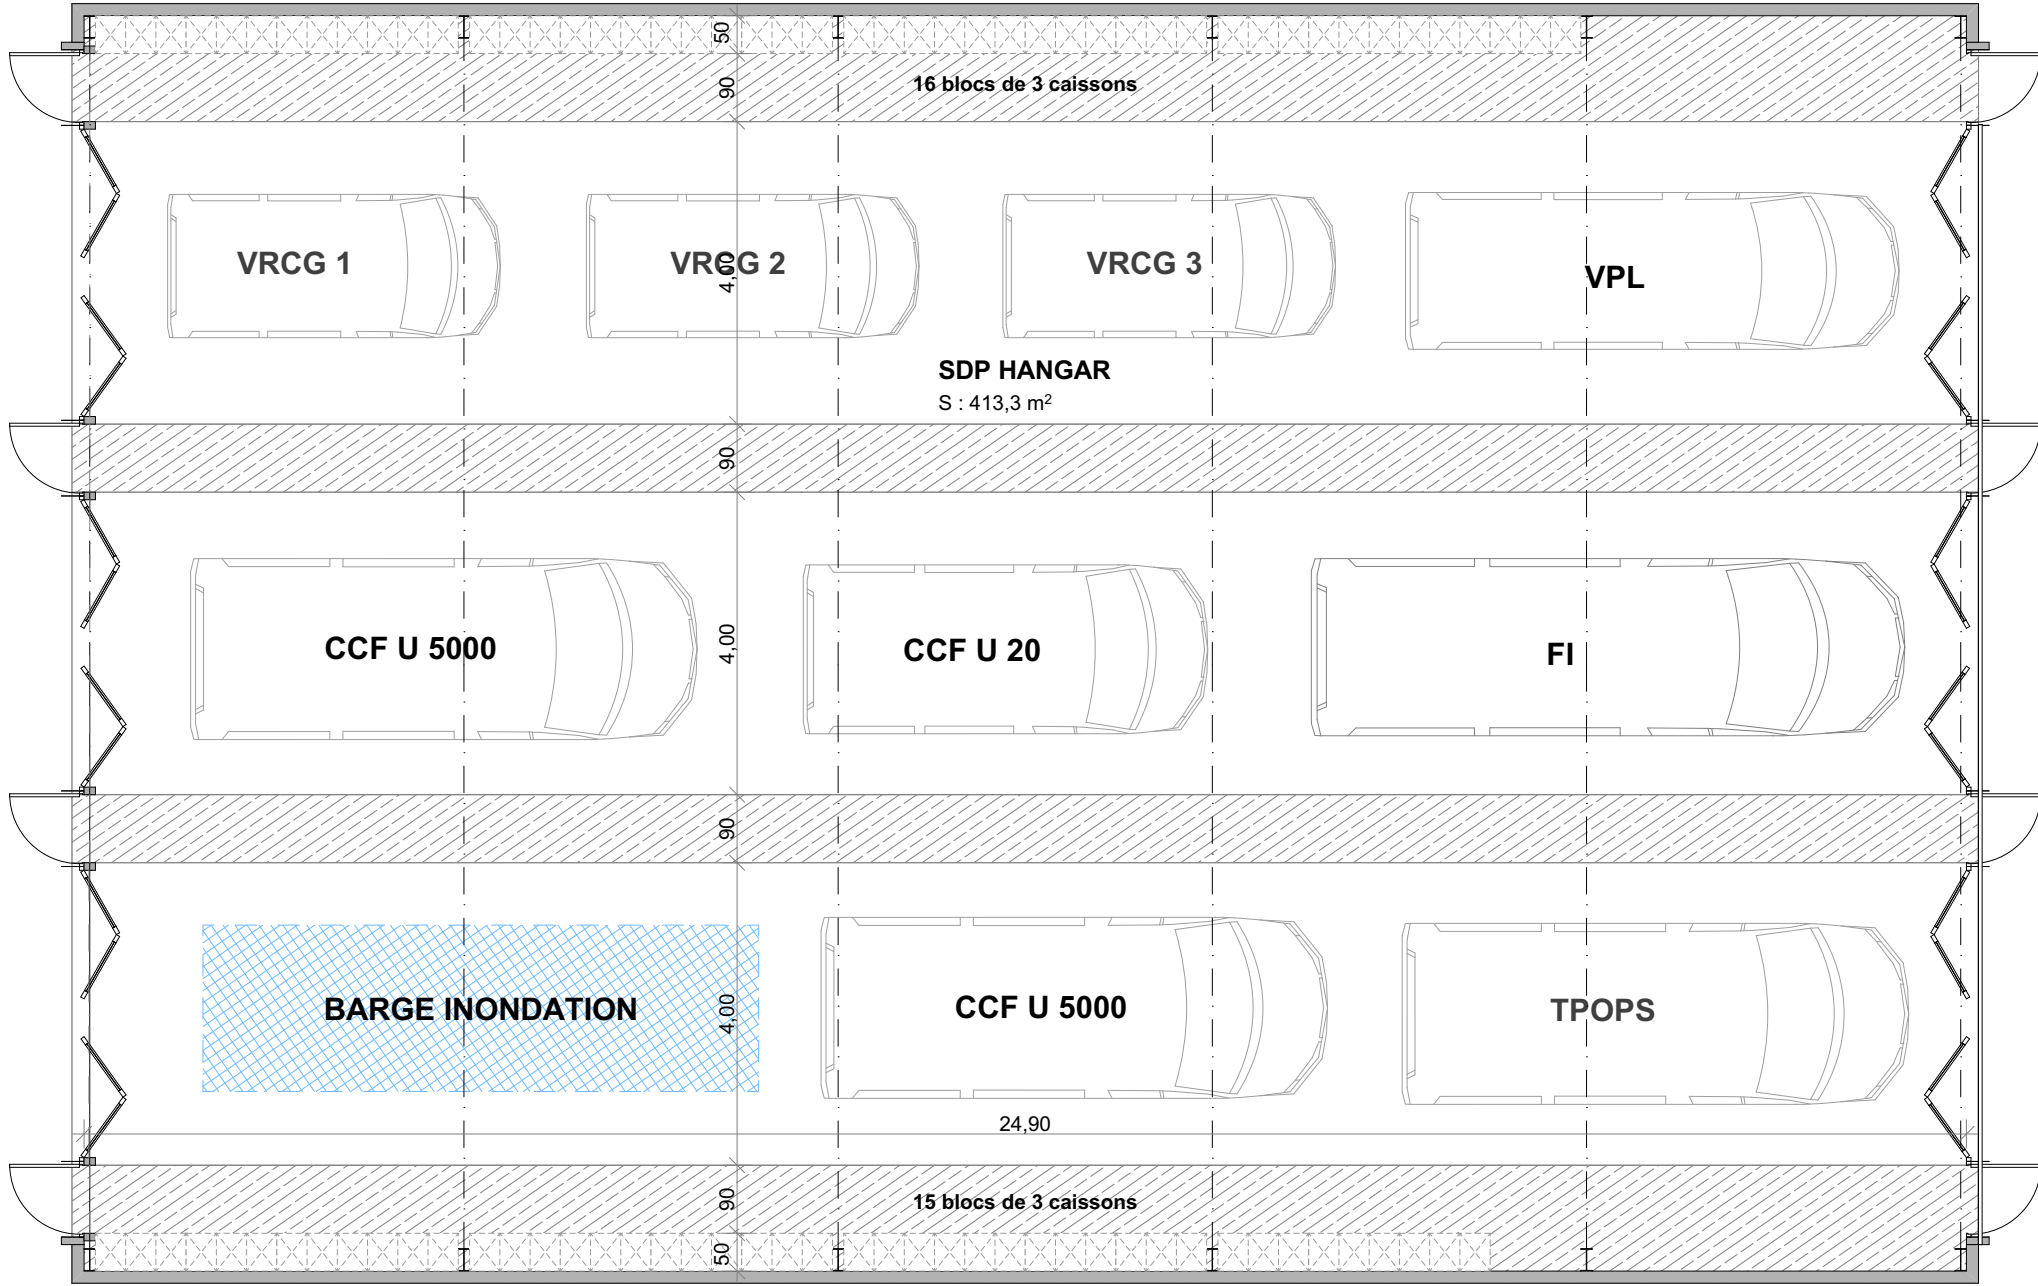 50
16 blocs de 3 caissons
90
VRCG 1
VRCG 2
VRCG 3
VPL
4,00
SDP HANGAR
S : 413,3 m²
90
CCF U 5000
CCF U 20
FI
4,00
90
BARGE INONDATION
4,00
CCF U 5000
TPOPS
24,90
90
15 blocs de 3 caissons
50